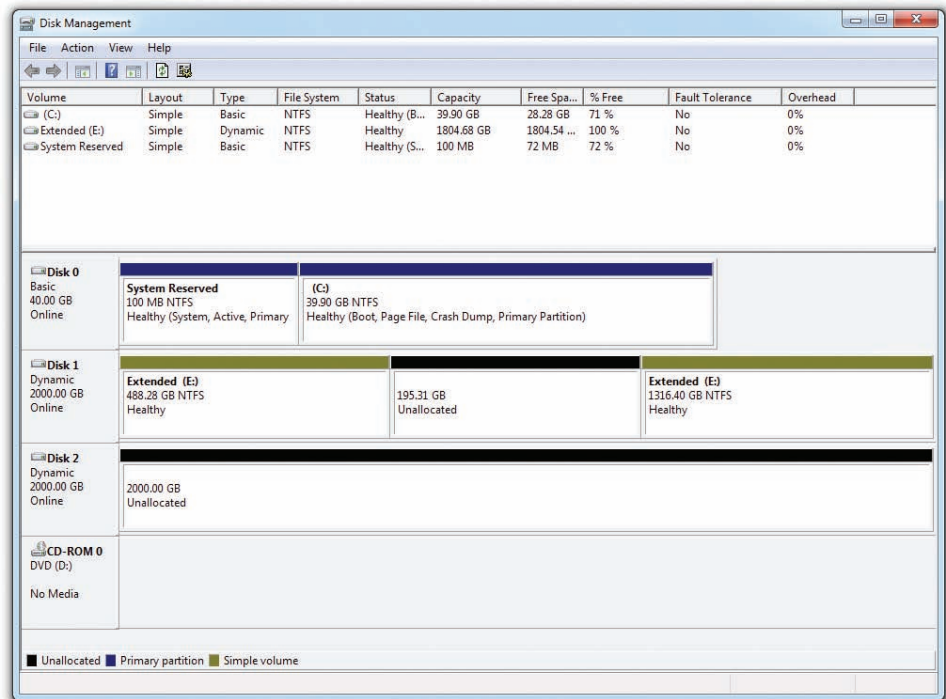 Disk Management
File Action View Help
Volume Layout Type File System Status Capacity Free Spa... % Free Fault Tolerance Overhead
(C:) Simple Basic NTFS Healthy (B... 39.90 GB 28.28 GB 71 % No 0%
Extended (E:) Simple Dynamic NTFS Healthy 1804.68 GB 1804.54 ... 100 % No 0%
System Reserved Simple Basic NTFS Healthy (S... 100 MB 72 MB 72 % No 0%
Disk 0
Basic
40.00 GB
Online
System Reserved
100 MB NTFS
Healthy (System, Active, Primary
(C:)
39.90 GB NTFS
Healthy (Boot, Page File, Crash Dump, Primary Partition)
Disk 1
Dynamic
2000.00 GB
Online
Extended (E:)
488.28 GB NTFS
Healthy
195.31 GB
Unallocated
Extended (E:)
1316.40 GB NTFS
Healthy
Disk 2
Dynamic
2000.00 GB
Online
2000.00 GB
Unallocated
CD-ROM 0
DVD (D:)
No Media
Unallocated Primary partition Simple volume